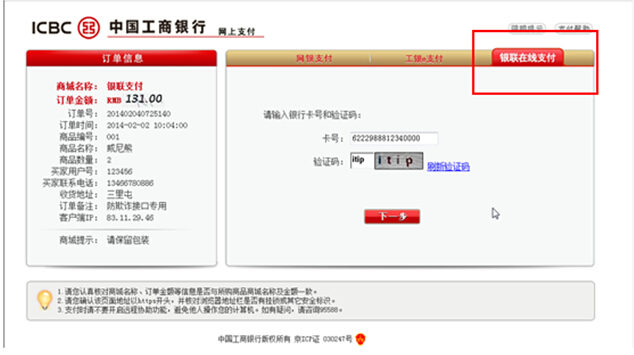 ICBC 中国工商银行 网上支付
使用提示 支付帮助
订单信息
网银支付 工银e支付 银联在线支付
商城名称: 银联支付
订单金额: RMB 131.00
订单号: 201402040725140
订单时间: 2014-02-02 10:04:00
商品编号: 001
商品名称: 威尼熊
商品数量: 2
买家用户号: 123456
买家联系电话: 13466780886
收货地址: 三里屯
订单备注: 防欺诈接口专用
客户端IP: 83.11.29.46
商城提示: 请保留包装
请输入银行卡号和验证码:
卡号: 6222988812340000
验证码: itip itip 刷新验证码
下一步
1.请您认真核对商城名称、订单金额等信息是否与所购商品商城名称及金额一致。
2.请您确认该页面地址以https开头,并核对浏览器地址栏是否有挂锁或其它安全标识。
3.支付时请不要开启远程协助功能,避免他人操作您的计算机。如有疑问,请咨询95588。
中国工商银行版权所有 京ICP证 030247号